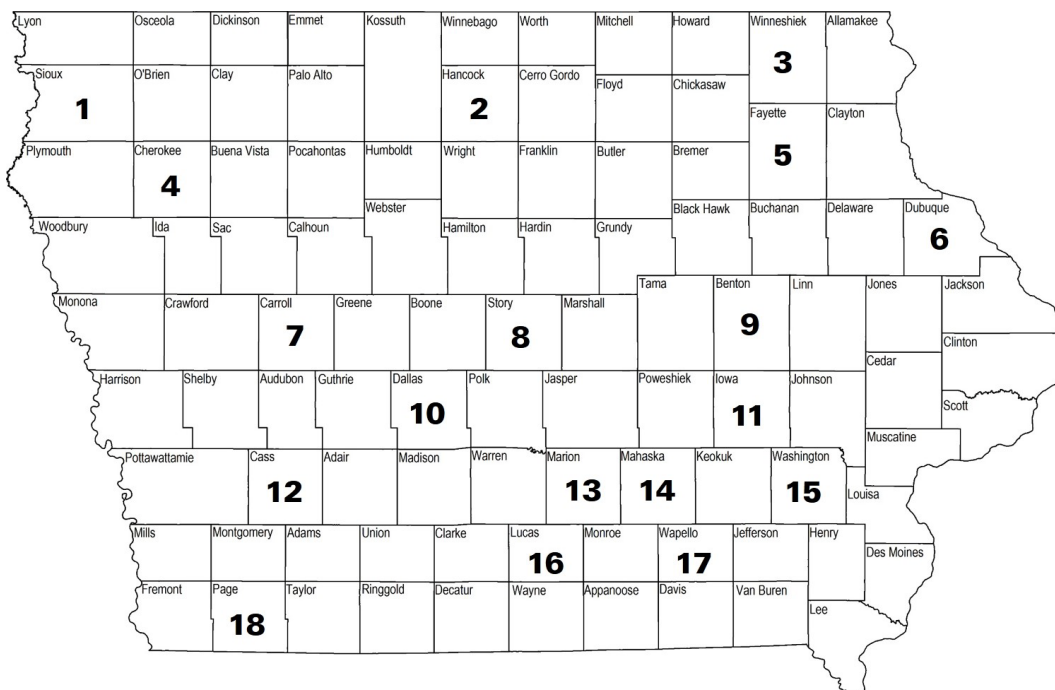 Lyon Osceola Dickinson Emmet Kossuth Winnebago Worth Mitchell Howard Winneshiek Allamakee
3
Sioux O'Brien Clay Palo Alto Hancock Cerro Gordo Floyd Chickasaw
1 2
Fayette Clayton
5
Plymouth Cherokee Buena Vista Pocahontas Humboldt Wright Franklin Butler Bremer
4
Webster Black Hawk Buchanan Delaware Dubuque
6
Woodbury Ida Sac Calhoun Hamilton Hardin Grundy
Tama Benton Linn Jones Jackson
9
Monona Crawford Carroll Greene Boone Story Marshall
7 8
Clinton
Cedar
Harrison Shelby Audubon Guthrie Dallas Polk Jasper Poweshiek Iowa Johnson
10 11
Scott
Muscatine
Pottawattamie Cass Adair Madison Warren Marion Mahaska Keokuk Washington
12 13 14 15
Louisa
Mills Montgomery Adams Union Clarke Lucas Monroe Wapello Jefferson Henry
16 17
Des Moines
Fremont Page Taylor Ringgold Decatur Wayne Appanoose Davis Van Buren
18
Lee